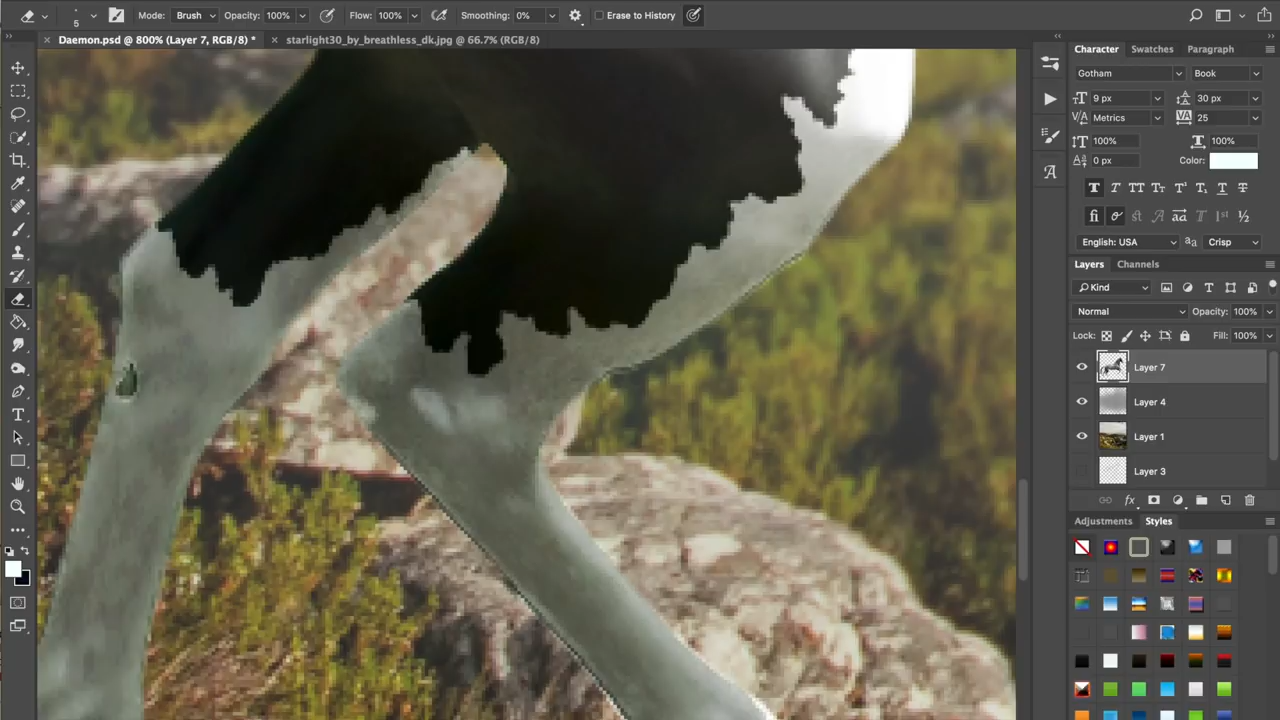 5 Mode: Brush Opacity: 100% Flow: 100% Smoothing: 0% Erase to History
Daemon.psd @ 800% (Layer 7, RGB/8) *
starlight30_by_breathless_dk.jpg @ 66.7% (RGB/8)
Character Swatches Paragraph
Gotham Book
9 px 30 px
Metrics 25
100% 100%
0 px Color:
English: USA Crisp
Layers Channels
Kind
Normal Opacity: 100%
Lock: Fill: 100%
Layer 7
Layer 4
Layer 1
Layer 3
Adjustments Styles